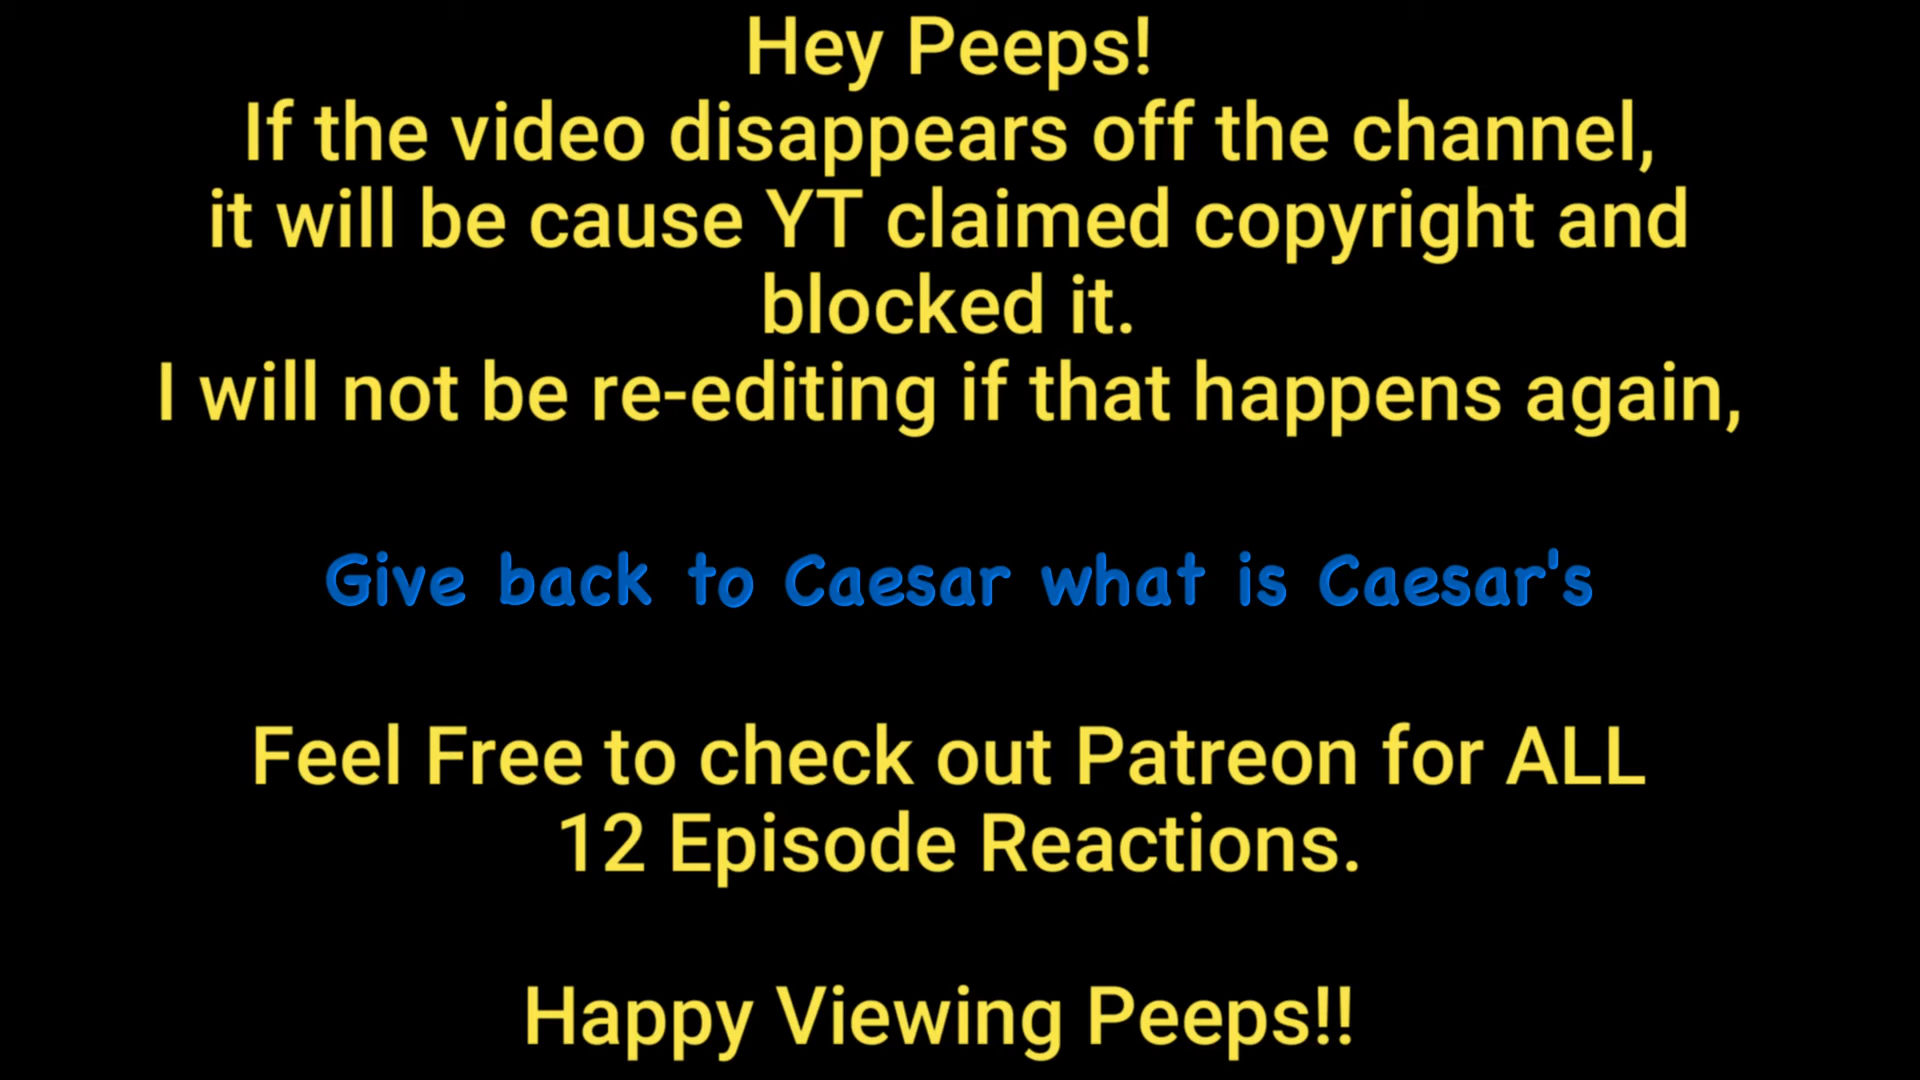 Hey Peeps!
If the video disappears off the channel,
it will be cause YT claimed copyright and
blocked it.
I will not be re-editing if that happens again,
Give back to Caesar what is Caesar's
Feel Free to check out Patreon for ALL
12 Episode Reactions.
Happy Viewing Peeps!!